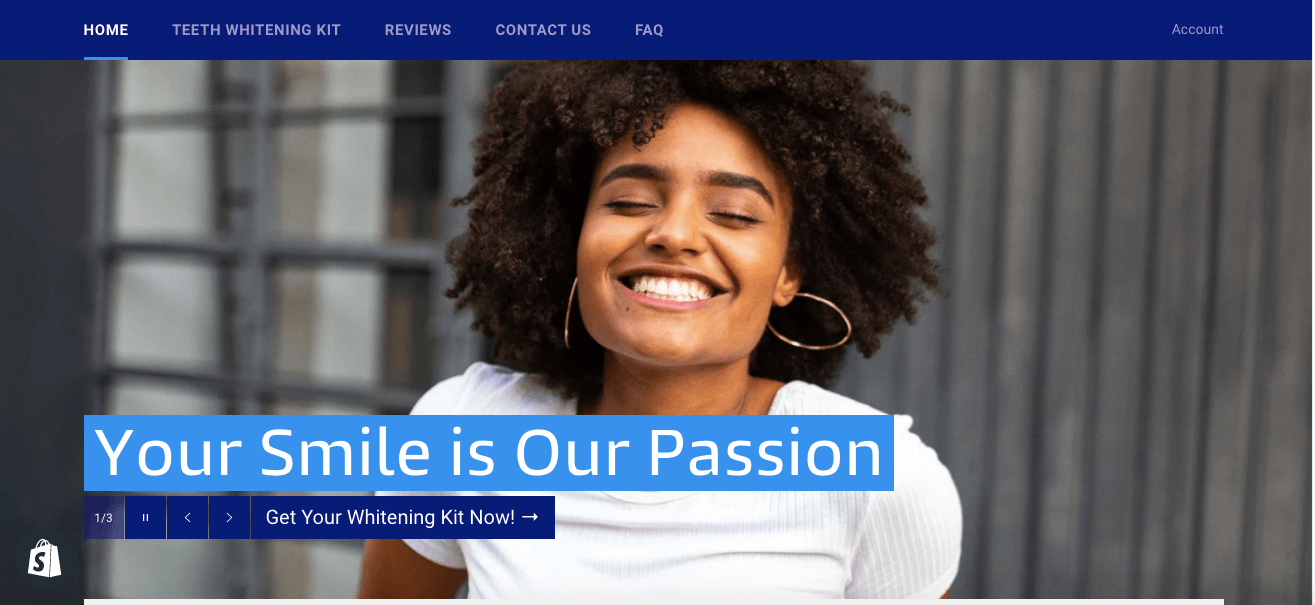 HOME TEETH WHITENING KIT REVIEWS CONTACT US FAQ Account
Your Smile is Our Passion
1/3 Get Your Whitening Kit Now! →
S